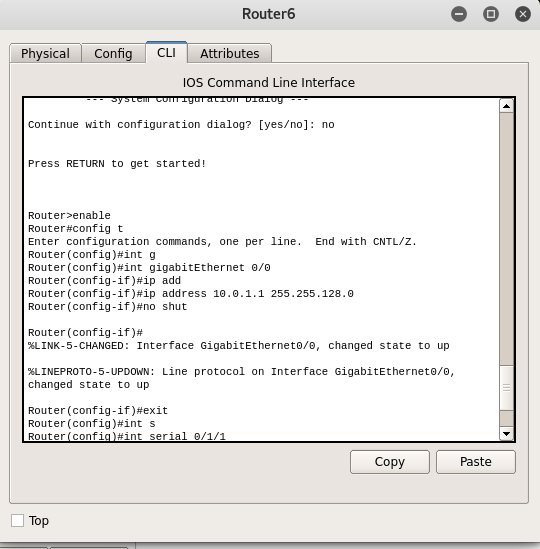 Router6
Physical Config CLI Attributes
IOS Command Line Interface
--- System Configuration Dialog ---
Continue with configuration dialog? [yes/no]: no
Press RETURN to get started!
Router>enable
Router#config t
Enter configuration commands, one per line.  End with CNTL/Z.
Router(config)#int g
Router(config)#int gigabitEthernet 0/0
Router(config-if)#ip add
Router(config-if)#ip address 10.0.1.1 255.255.128.0
Router(config-if)#no shut
Router(config-if)#
%LINK-5-CHANGED: Interface GigabitEthernet0/0, changed state to up
%LINEPROTO-5-UPDOWN: Line protocol on Interface GigabitEthernet0/0,
changed state to up
Router(config-if)#exit
Router(config)#int s
Router(config)#int serial 0/1/1
Copy Paste
Top